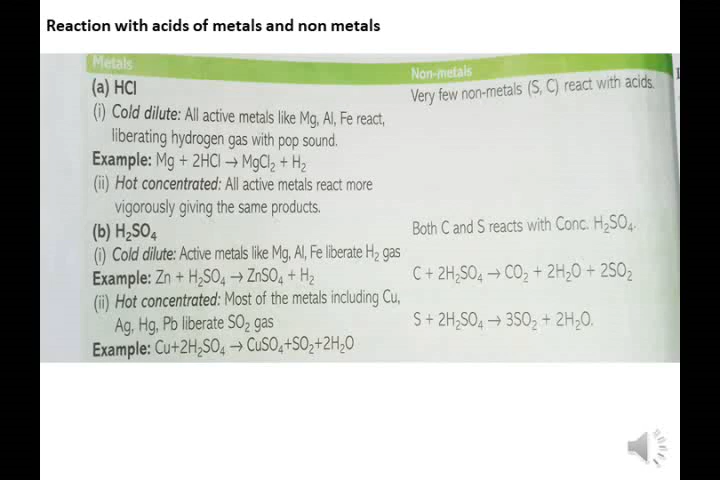 Reaction with acids of metals and non metals
Metals
(a) HCl
(i) Cold dilute: All active metals like Mg, Al, Fe react,
liberating hydrogen gas with pop sound.
Example: Mg + 2HCl → MgCl₂ + H₂
(ii) Hot concentrated: All active metals react more
vigorously giving the same products.
(b) H₂SO₄
(i) Cold dilute: Active metals like Mg, Al, Fe liberate H₂ gas
Example: Zn + H₂SO₄ → ZnSO₄ + H₂
(ii) Hot concentrated: Most of the metals including Cu,
Ag, Hg, Pb liberate SO₂ gas
Example: Cu+2H₂SO₄ → CuSO₄+SO₂+2H₂O
Non-metals
Very few non-metals (S, C) react with acids.
Both C and S reacts with Conc. H₂SO₄.
C + 2H₂SO₄ → CO₂ + 2H₂O + 2SO₂
S + 2H₂SO₄ → 3SO₂ + 2H₂O.